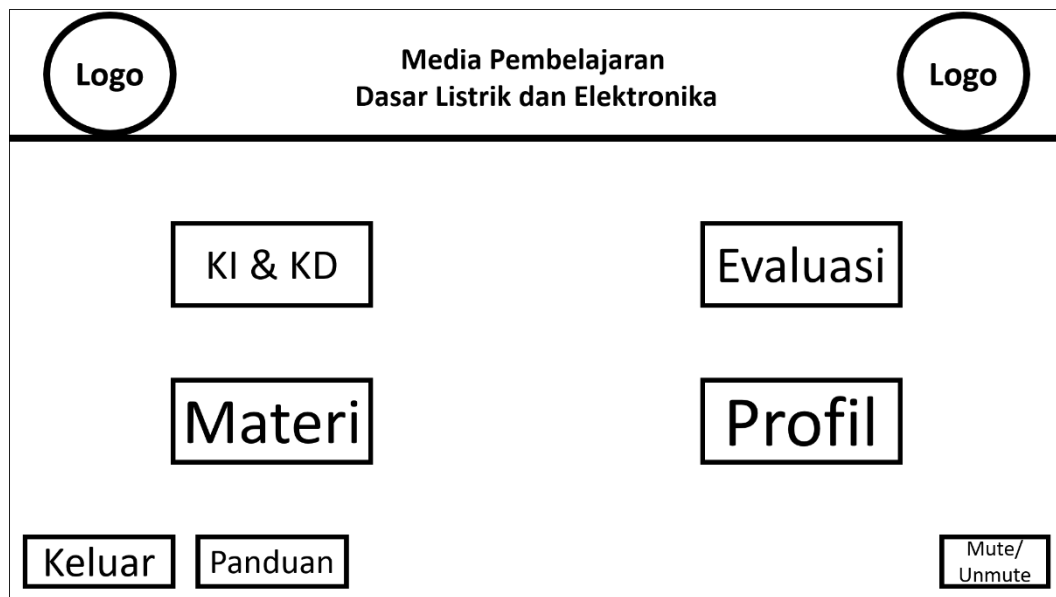 Logo
Media Pembelajaran
Dasar Listrik dan Elektronika
Logo
KI & KD
Evaluasi
Materi
Profil
Keluar
Panduan
Mute/
Unmute